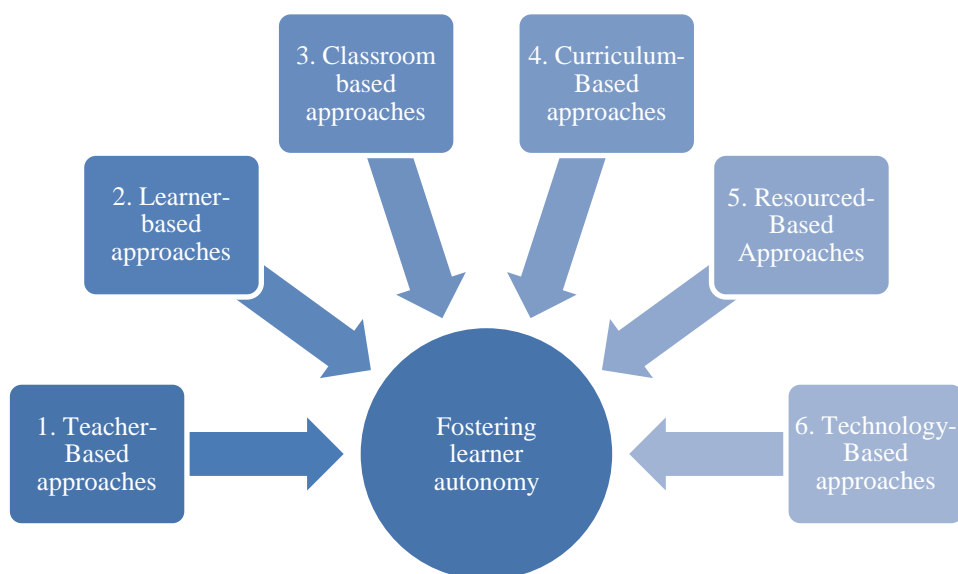 3. Classroom
based
approaches
4. Curriculum-
Based
approaches
2. Learner-
based
approaches
5. Resourced-
Based
Approaches
1. Teacher-
Based
approaches
Fostering
learner
autonomy
6. Technology-
Based
approaches